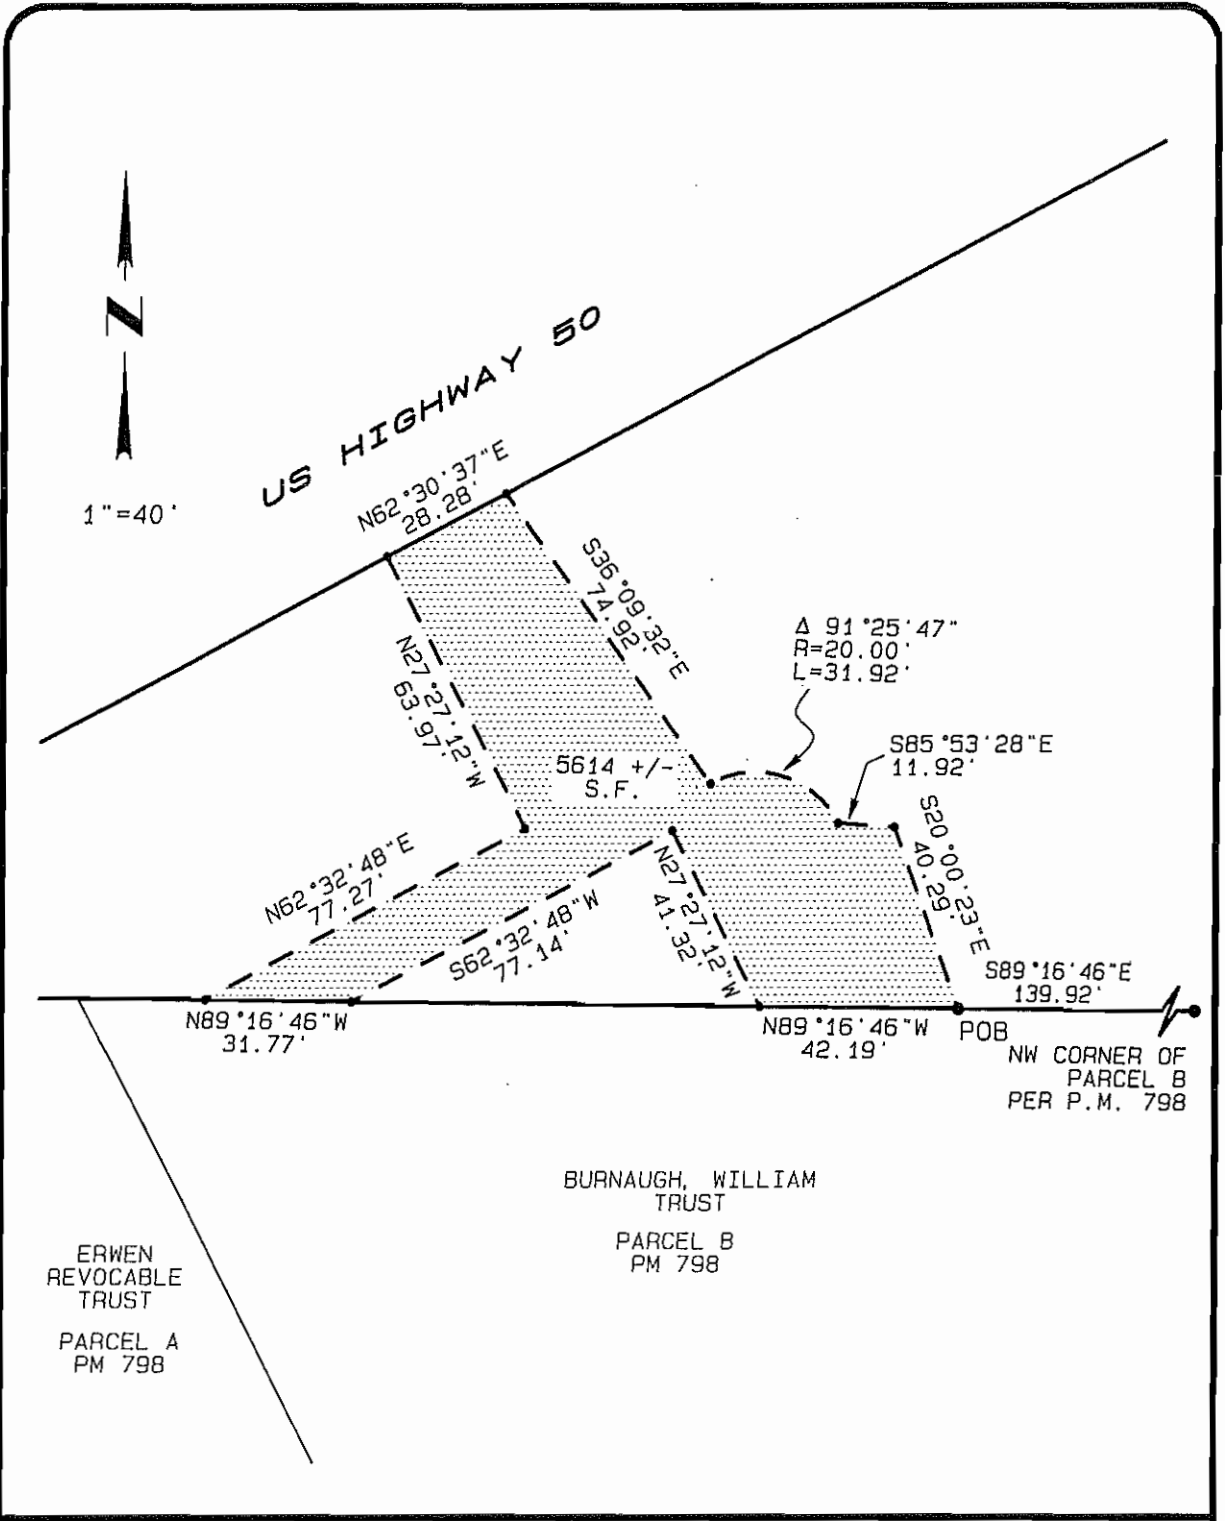 N
1"=40'
US HIGHWAY 50
N62°30'37"E
28.28'
S36°09'32"E
74.92'
N27°27'12"W
63.97'
Δ 91°25'47"
R=20.00'
L=31.92'
S85°53'28"E
11.92'
5614 +/-
S.F.
S20°00'23"E
40.29'
N62°32'48"E
77.27'
S62°32'48"W
77.14'
N27°27'12"W
41.32'
S89°16'46"E
139.92'
N89°16'46"W
31.77'
N89°16'46"W
42.19'
POB
NW CORNER OF
PARCEL B
PER P.M. 798
BURNAUGH, WILLIAM
TRUST
PARCEL B
PM 798
ERWEN
REVOCABLE
TRUST
PARCEL A
PM 798